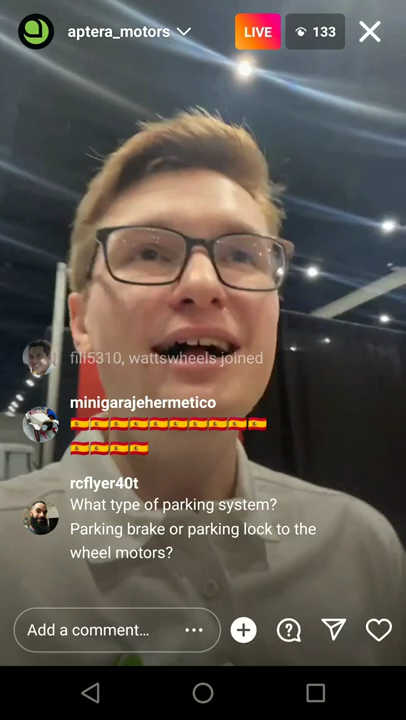 aptera_motors
LIVE
133
fili5310, wattswheels joined
minigarajehermetico
🇪🇸🇪🇸🇪🇸🇪🇸🇪🇸🇪🇸🇪🇸🇪🇸🇪🇸🇪🇸
🇪🇸🇪🇸🇪🇸🇪🇸
rcflyer40t
What type of parking system?
Parking brake or parking lock to the
wheel motors?
Add a comment...